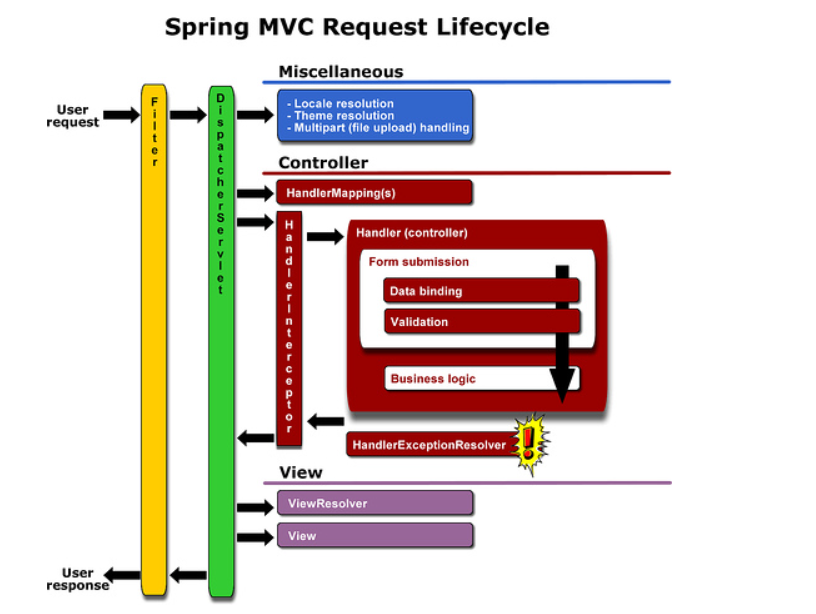 Spring MVC Request Lifecycle
Miscellaneous
User
request
Filter
DispatcherServlet
- Locale resolution
- Theme resolution
- Multipart (file upload) handling
Controller
HandlerMapping(s)
HandlerInterceptor
Handler (controller)
Form submission
Data binding
Validation
Business logic
HandlerExceptionResolver
!
View
ViewResolver
View
User
response